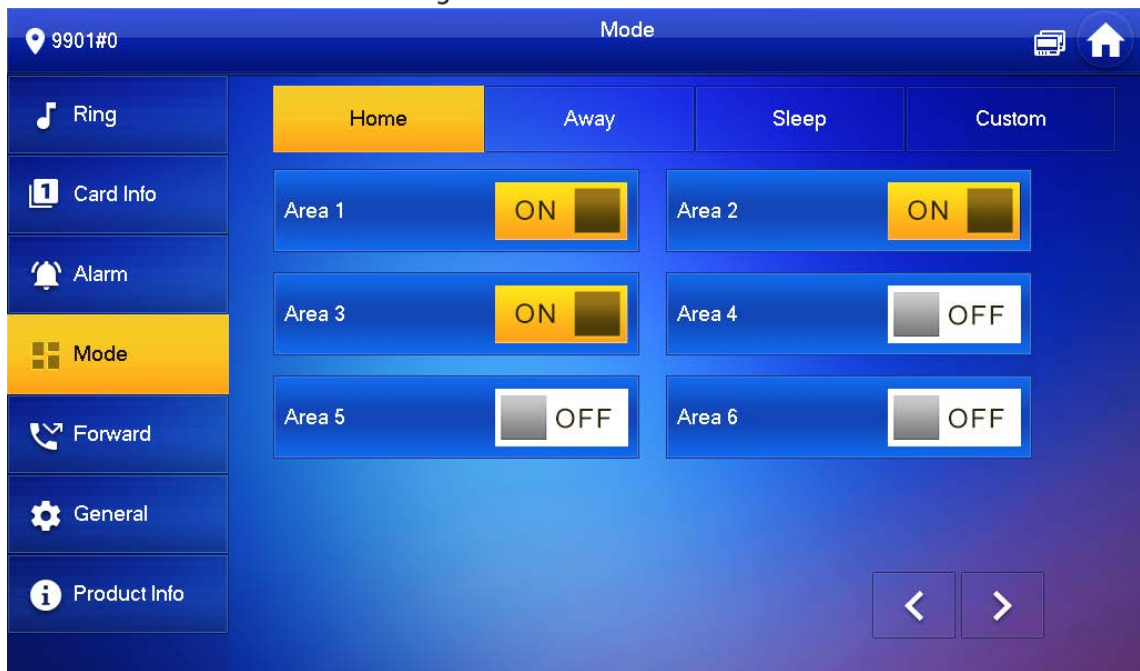 Mode
9901#0
Ring
Card Info
Alarm
Mode
Forward
General
Product Info
Home Away Sleep Custom
Area 1 ON Area 2 ON
Area 3 ON Area 4 OFF
Area 5 OFF Area 6 OFF